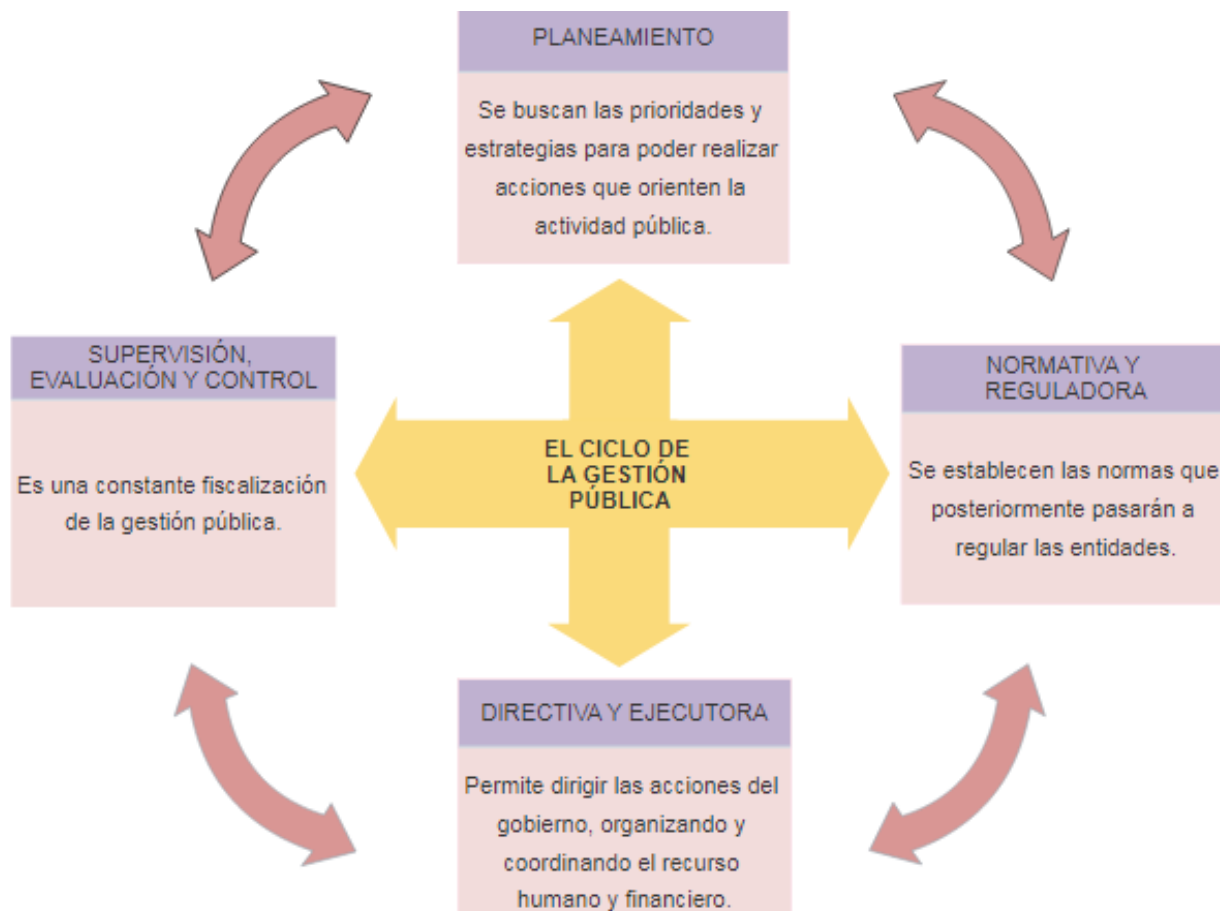 PLANEAMIENTO
Se buscan las prioridades y
estrategias para poder realizar
acciones que orienten la
actividad pública.
SUPERVISIÓN,
EVALUACIÓN Y CONTROL
Es una constante fiscalización
de la gestión pública.
EL CICLO DE
LA GESTIÓN
PÚBLICA
NORMATIVA Y
REGULADORA
Se establecen las normas que
posteriormente pasarán a
regular las entidades.
DIRECTIVA Y EJECUTORA
Permite dirigir las acciones del
gobierno, organizando y
coordinando el recurso
humano y financiero.